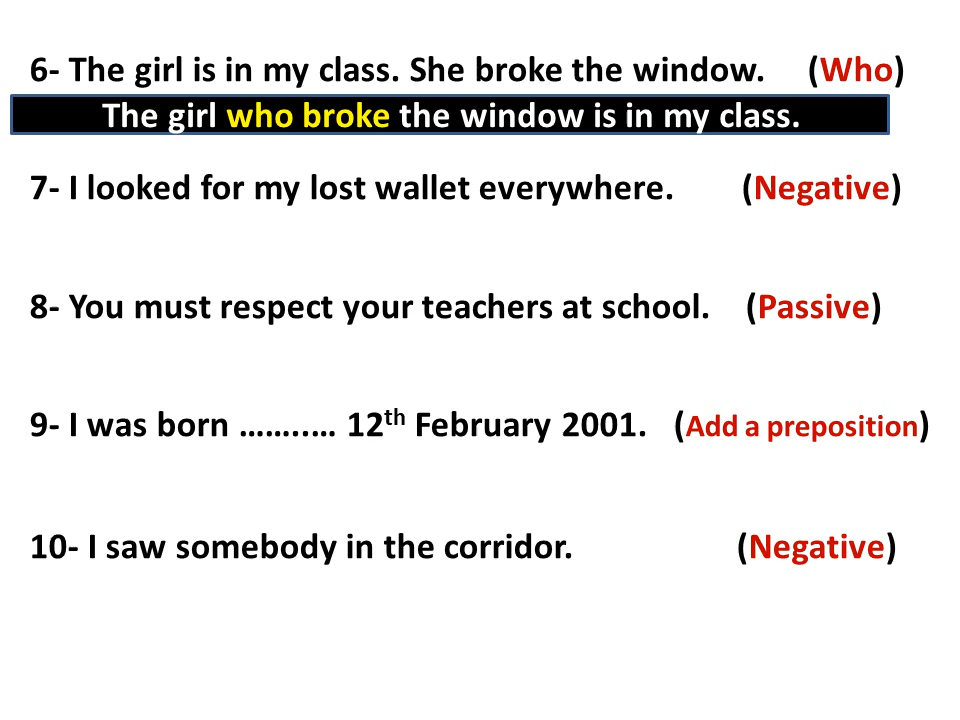 6- The girl is in my class. She broke the window. (Who)
The girl who broke the window is in my class.
7- I looked for my lost wallet everywhere. (Negative)
8- You must respect your teachers at school. (Passive)
9- I was born ……..… 12th February 2001. (Add a preposition)
10- I saw somebody in the corridor. (Negative)